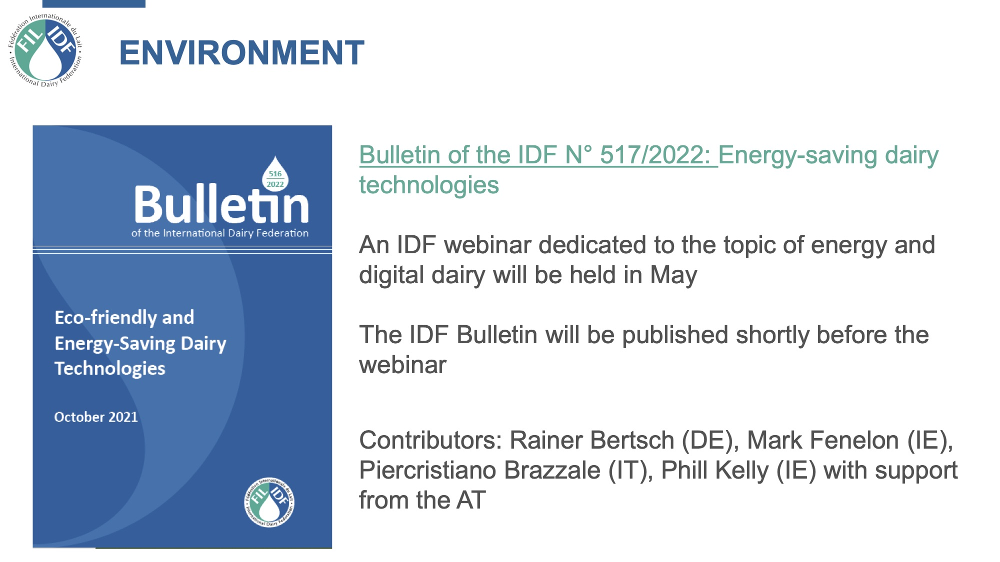 Fédération Internationale du Lait
International Dairy Federation
FIL IDF
ENVIRONMENT
516
2022
Bulletin
of the International Dairy Federation
Eco-friendly and
Energy-Saving Dairy
Technologies
October 2021
Fédération Internationale du Lait
International Dairy Federation
FIL IDF
Bulletin of the IDF N° 517/2022: Energy-saving dairy
technologies
An IDF webinar dedicated to the topic of energy and
digital dairy will be held in May
The IDF Bulletin will be published shortly before the
webinar
Contributors: Rainer Bertsch (DE), Mark Fenelon (IE),
Piercristiano Brazzale (IT), Phill Kelly (IE) with support
from the AT